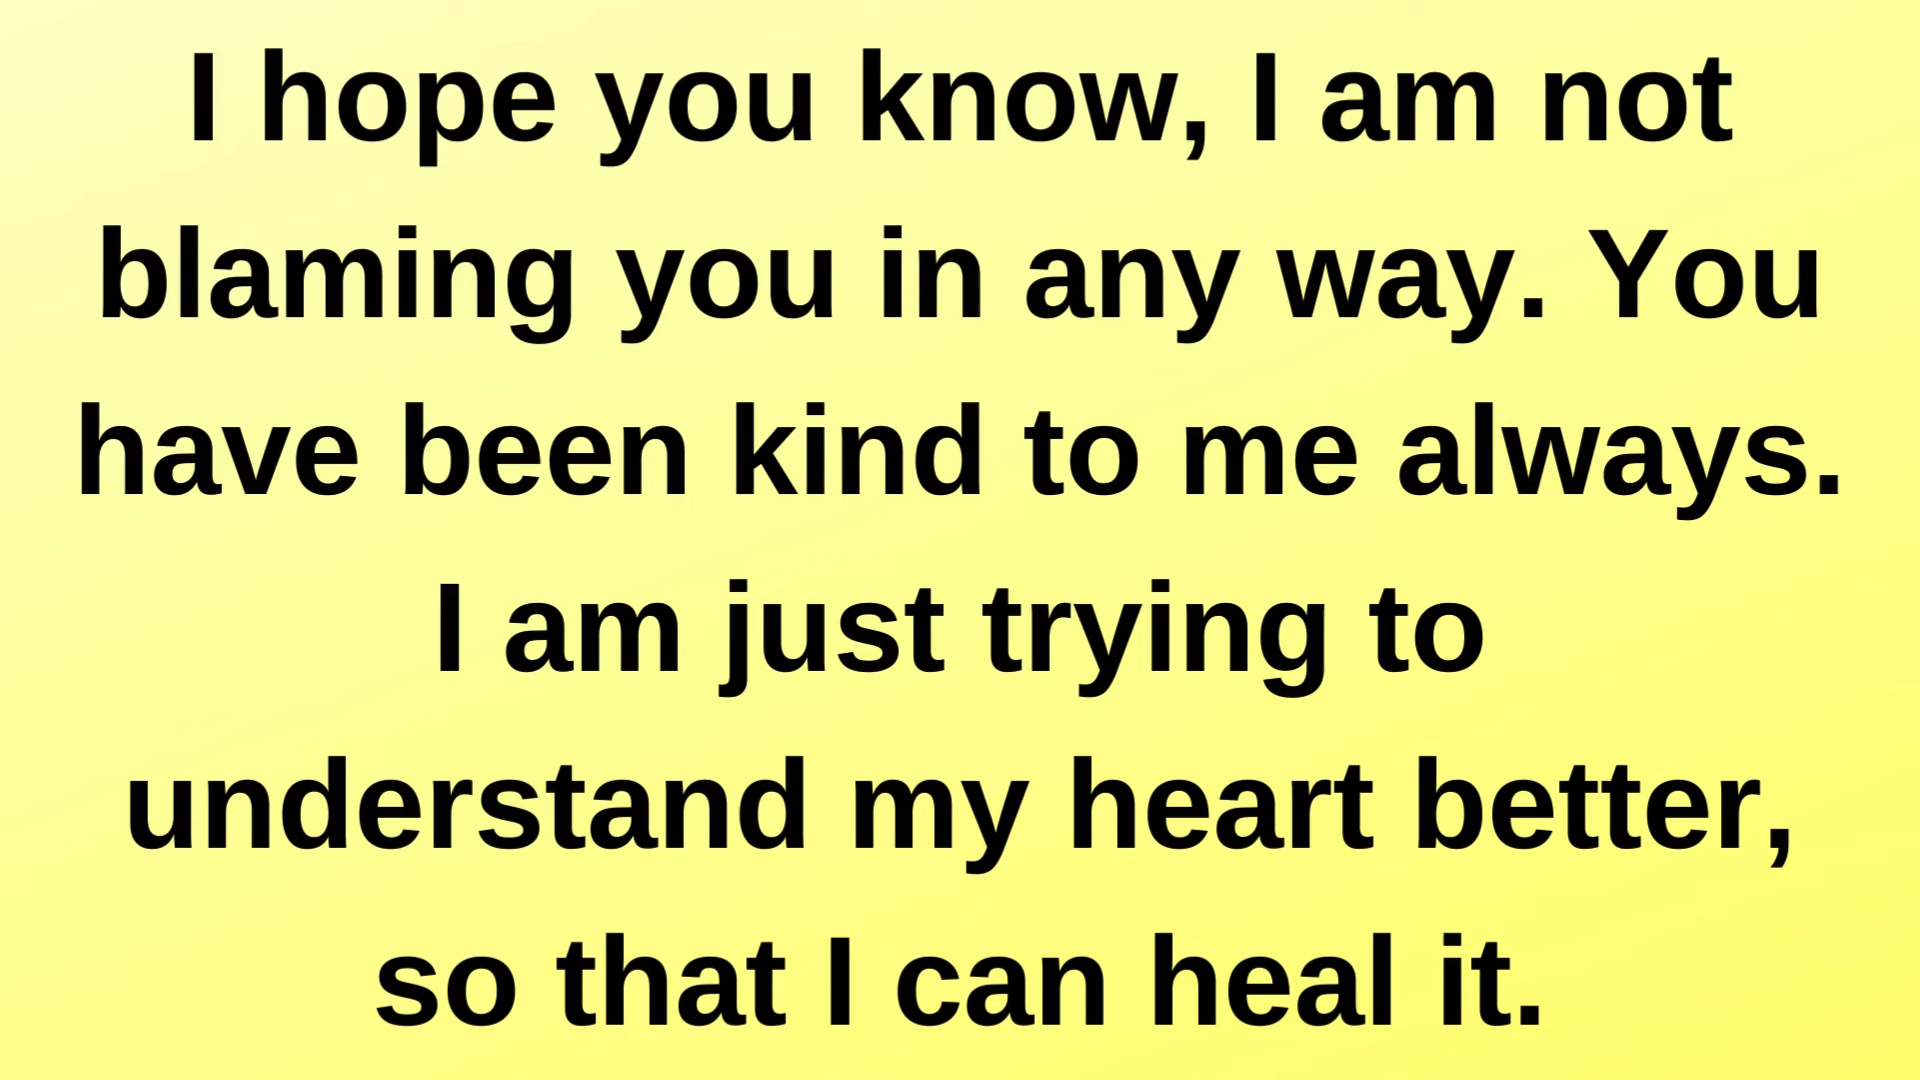 I hope you know, I am not
blaming you in any way. You
have been kind to me always.
I am just trying to
understand my heart better,
so that I can heal it.